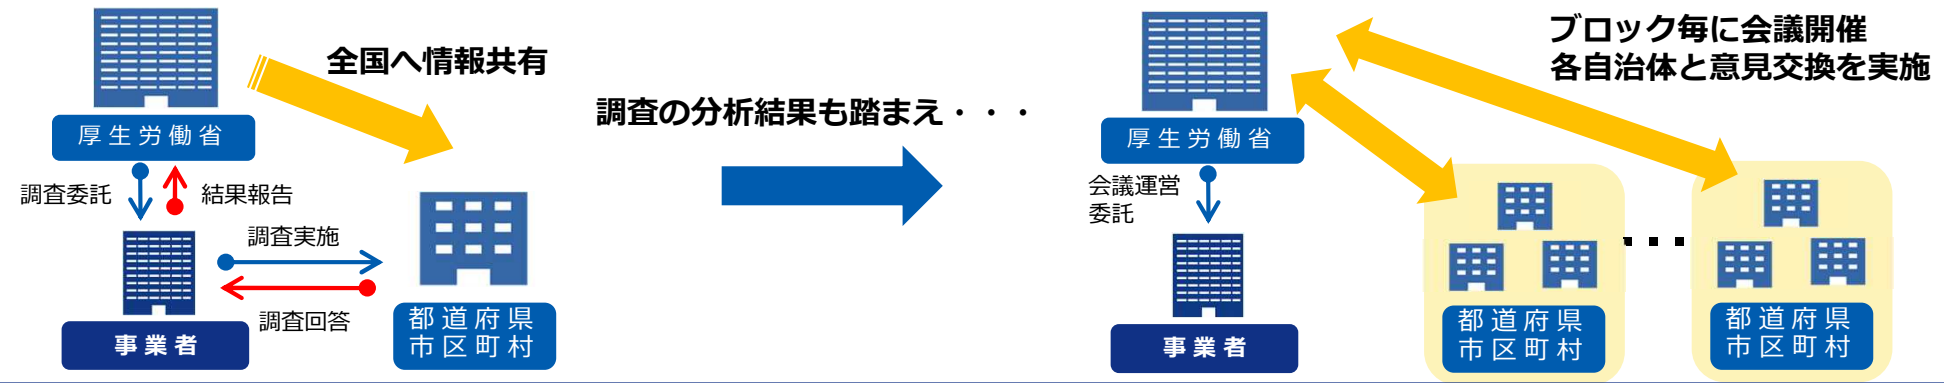 全国へ情報共有
厚生労働省
調査委託
結果報告
調査実施
調査回答
事業者
都道府県
市区町村
調査の分析結果も踏まえ・・・
ブロック毎に会議開催
各自治体と意見交換を実施
厚生労働省
会議運営
委託
事業者
都道府県
市区町村
都道府県
市区町村